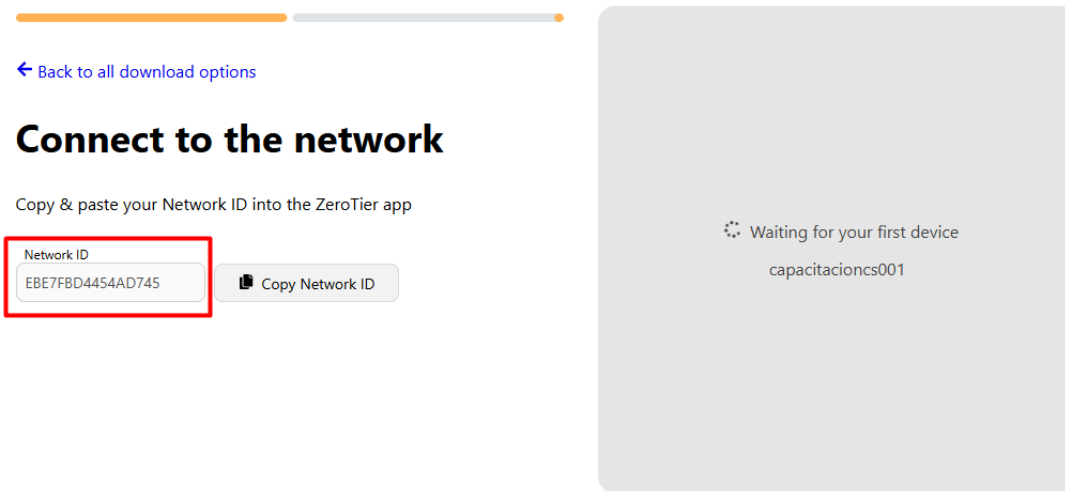 Back to all download options
Connect to the network
Copy & paste your Network ID into the ZeroTier app
Network ID
EBE7FBD4454AD745
Copy Network ID
Waiting for your first device
capacitacioncs001